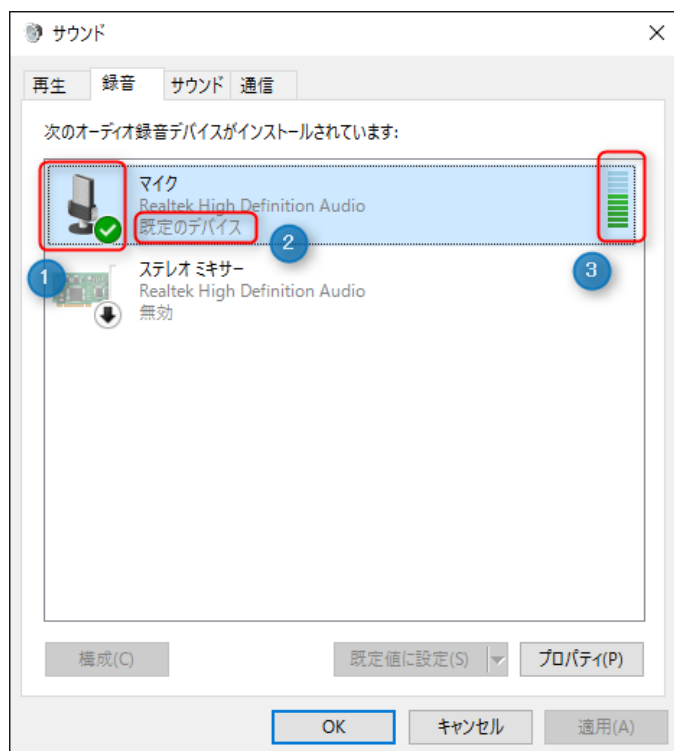 サウンド
再生 録音 サウンド 通信
次のオーディオ録音デバイスがインストールされています:
マイク
Realtek High Definition Audio
既定のデバイス
2
1
3
ステレオ ミキサー
Realtek High Definition Audio
無効
構成(C) 既定値に設定(S) プロパティ(P)
OK キャンセル 適用(A)